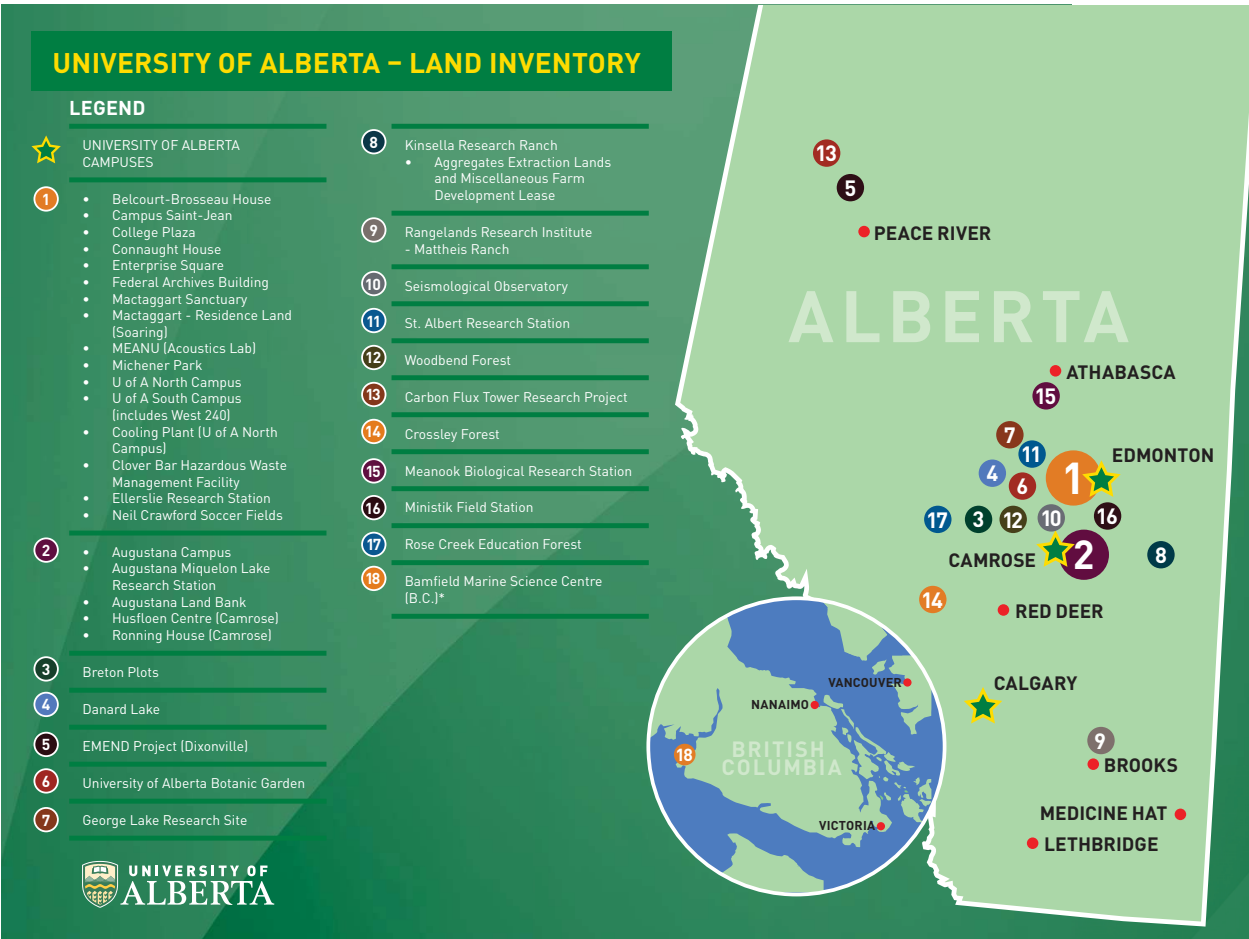 UNIVERSITY OF ALBERTA – LAND INVENTORY
LEGEND
UNIVERSITY OF ALBERTA
CAMPUSES
1
• Belcourt-Brosseau House
• Campus Saint-Jean
• College Plaza
• Connaught House
• Enterprise Square
• Federal Archives Building
• Mactaggart Sanctuary
• Mactaggart - Residence Land
(Soaring)
• MEANU (Acoustics Lab)
• Michener Park
• U of A North Campus
• U of A South Campus
(includes West 240)
• Cooling Plant (U of A North
Campus)
• Clover Bar Hazardous Waste
Management Facility
• Ellerslie Research Station
• Neil Crawford Soccer Fields
2
• Augustana Campus
• Augustana Miquelon Lake
Research Station
• Augustana Land Bank
• Husfloen Centre (Camrose)
• Ronning House (Camrose)
3 Breton Plots
4 Danard Lake
5 EMEND Project (Dixonville)
6 University of Alberta Botanic Garden
7 George Lake Research Site
8 Kinsella Research Ranch
• Aggregates Extraction Lands
and Miscellaneous Farm
Development Lease
9 Rangelands Research Institute
- Mattheis Ranch
10 Seismological Observatory
11 St. Albert Research Station
12 Woodbend Forest
13 Carbon Flux Tower Research Project
14 Crossley Forest
15 Meanook Biological Research Station
16 Ministik Field Station
17 Rose Creek Education Forest
18 Bamfield Marine Science Centre
(B.C.)*
UNIVERSITY OF
ALBERTA
13
5
PEACE RIVER
ALBERTA
ATHABASCA
15
7
11
EDMONTON
4
6
1
17
3
12
10
16
CAMROSE
2
8
14
RED DEER
CALGARY
9
BROOKS
MEDICINE HAT
LETHBRIDGE
VANCOUVER
NANAIMO
18
BRITISH
COLUMBIA
VICTORIA